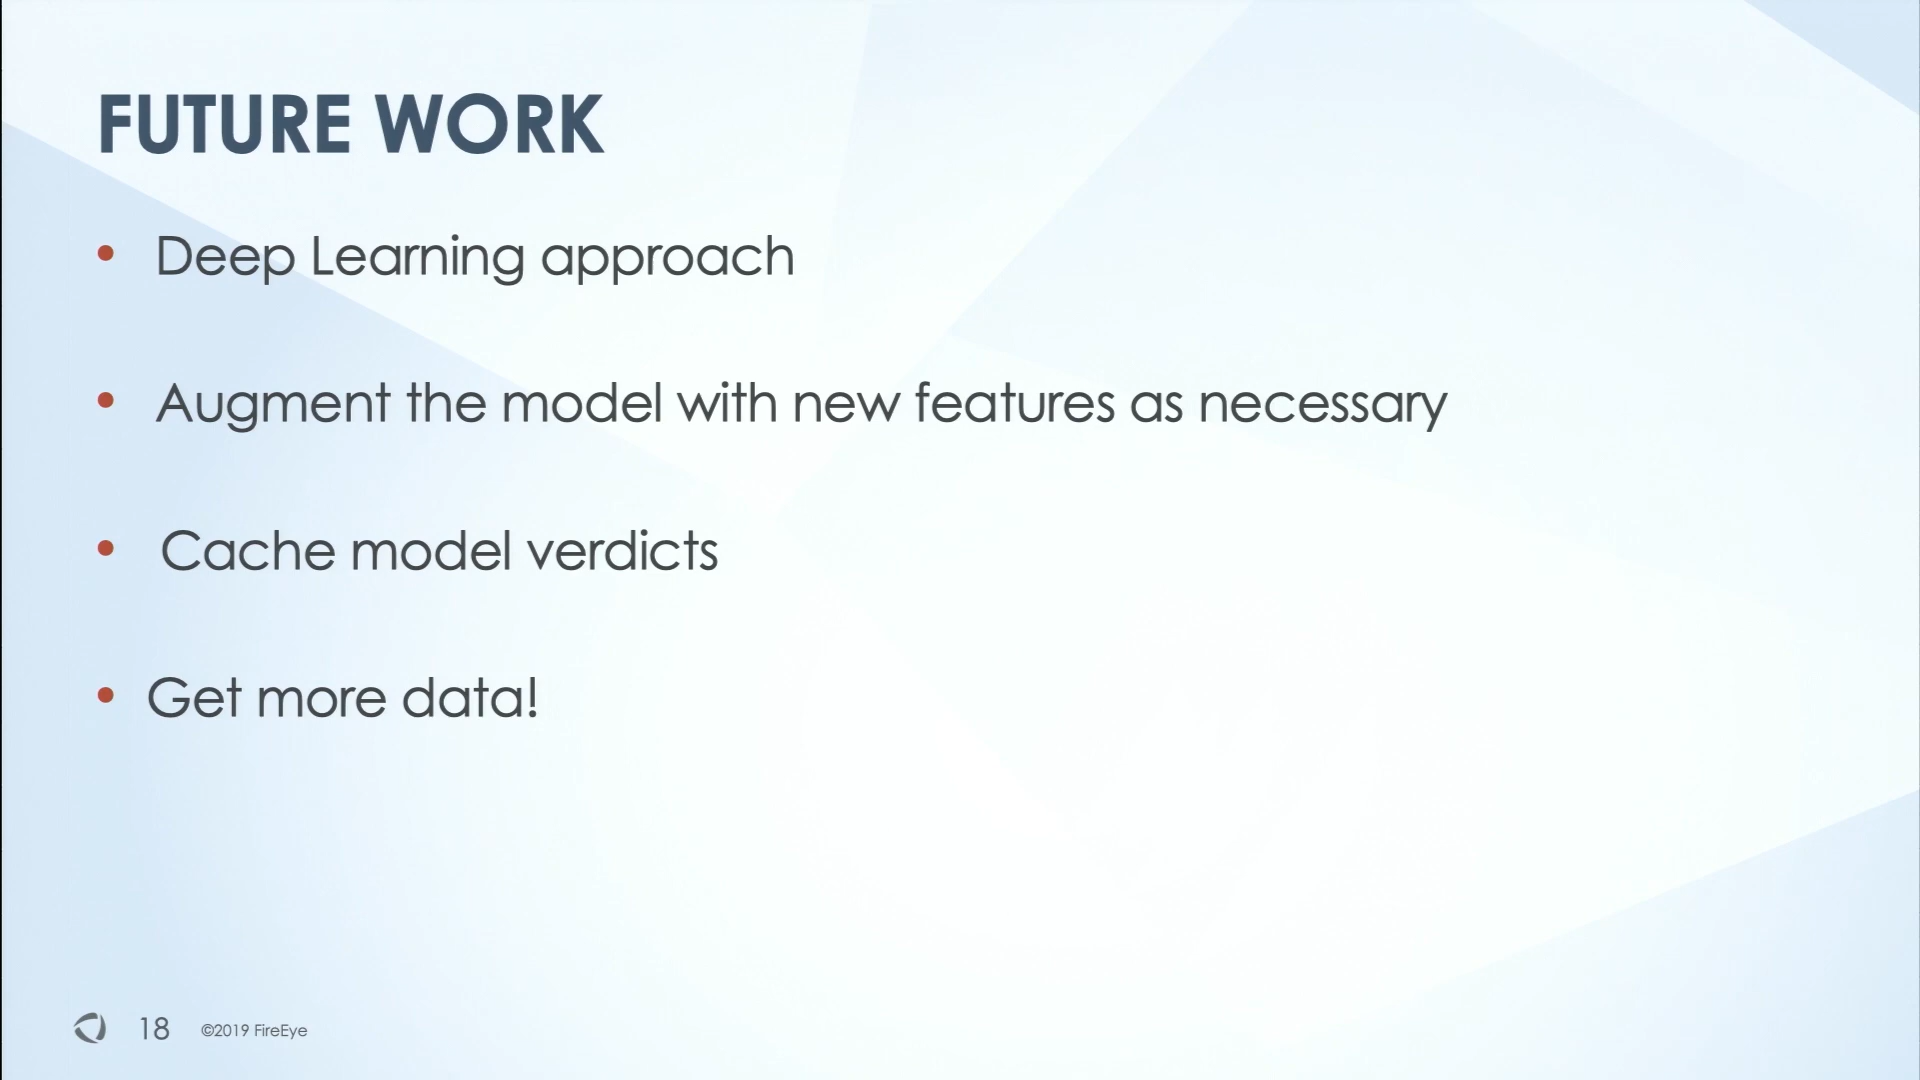 FUTURE WORK
• Deep Learning approach
• Augment the model with new features as necessary
• Cache model verdicts
• Get more data!
18 ©2019 FireEye